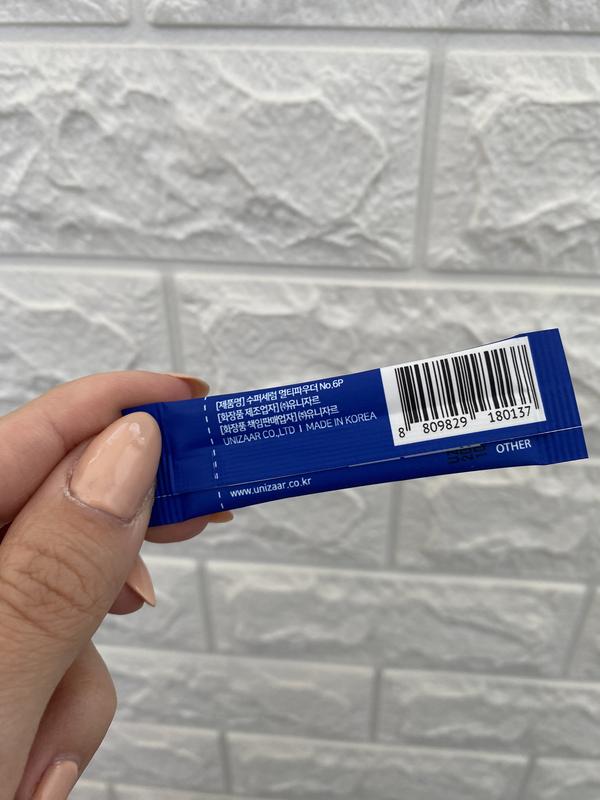 [제품명] 수퍼세럼 멀티파우더 No.6P
[화장품 제조업자] (주)유니자르
[화장품 책임판매업자] (주)유니자르
UNIZAAR CO.,LTD I MADE IN KOREA
8 809829 180137
OTHER
www.unizaar.co.kr